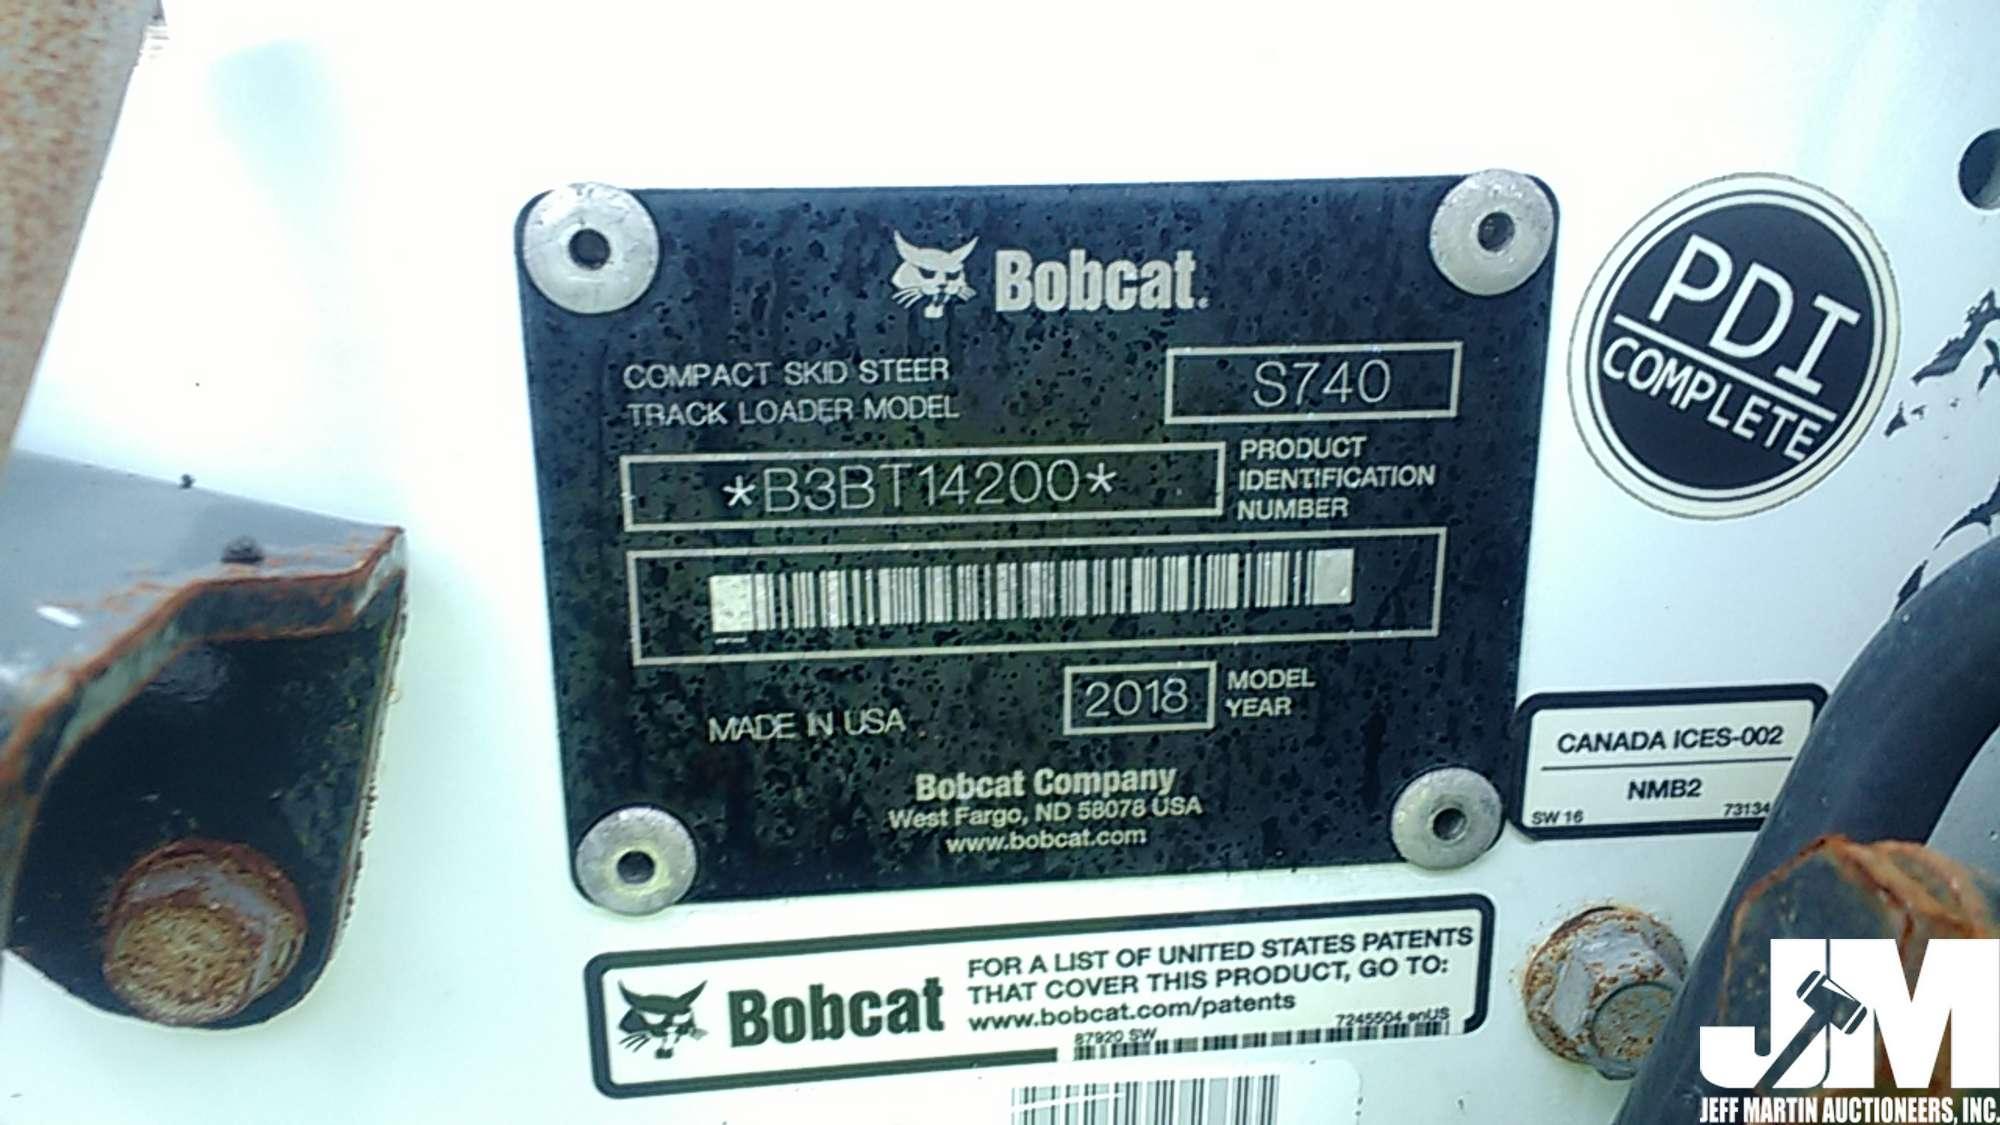 Bobcat.
COMPACT SKID STEER
TRACK LOADER MODEL
S740
*B3BT14200*
PRODUCT
IDENTIFICATION
NUMBER
MADE IN USA
2018
MODEL
YEAR
Bobcat Company
West Fargo, ND 58078 USA
www.bobcat.com
PDI
COMPLETE
CANADA ICES-002
NMB2
SW 16 73134
Bobcat
FOR A LIST OF UNITED STATES PATENTS
THAT COVER THIS PRODUCT, GO TO:
www.bobcat.com/patents
87920 SW 7245504 enUS
JM
JEFF MARTIN AUCTIONEERS, INC.